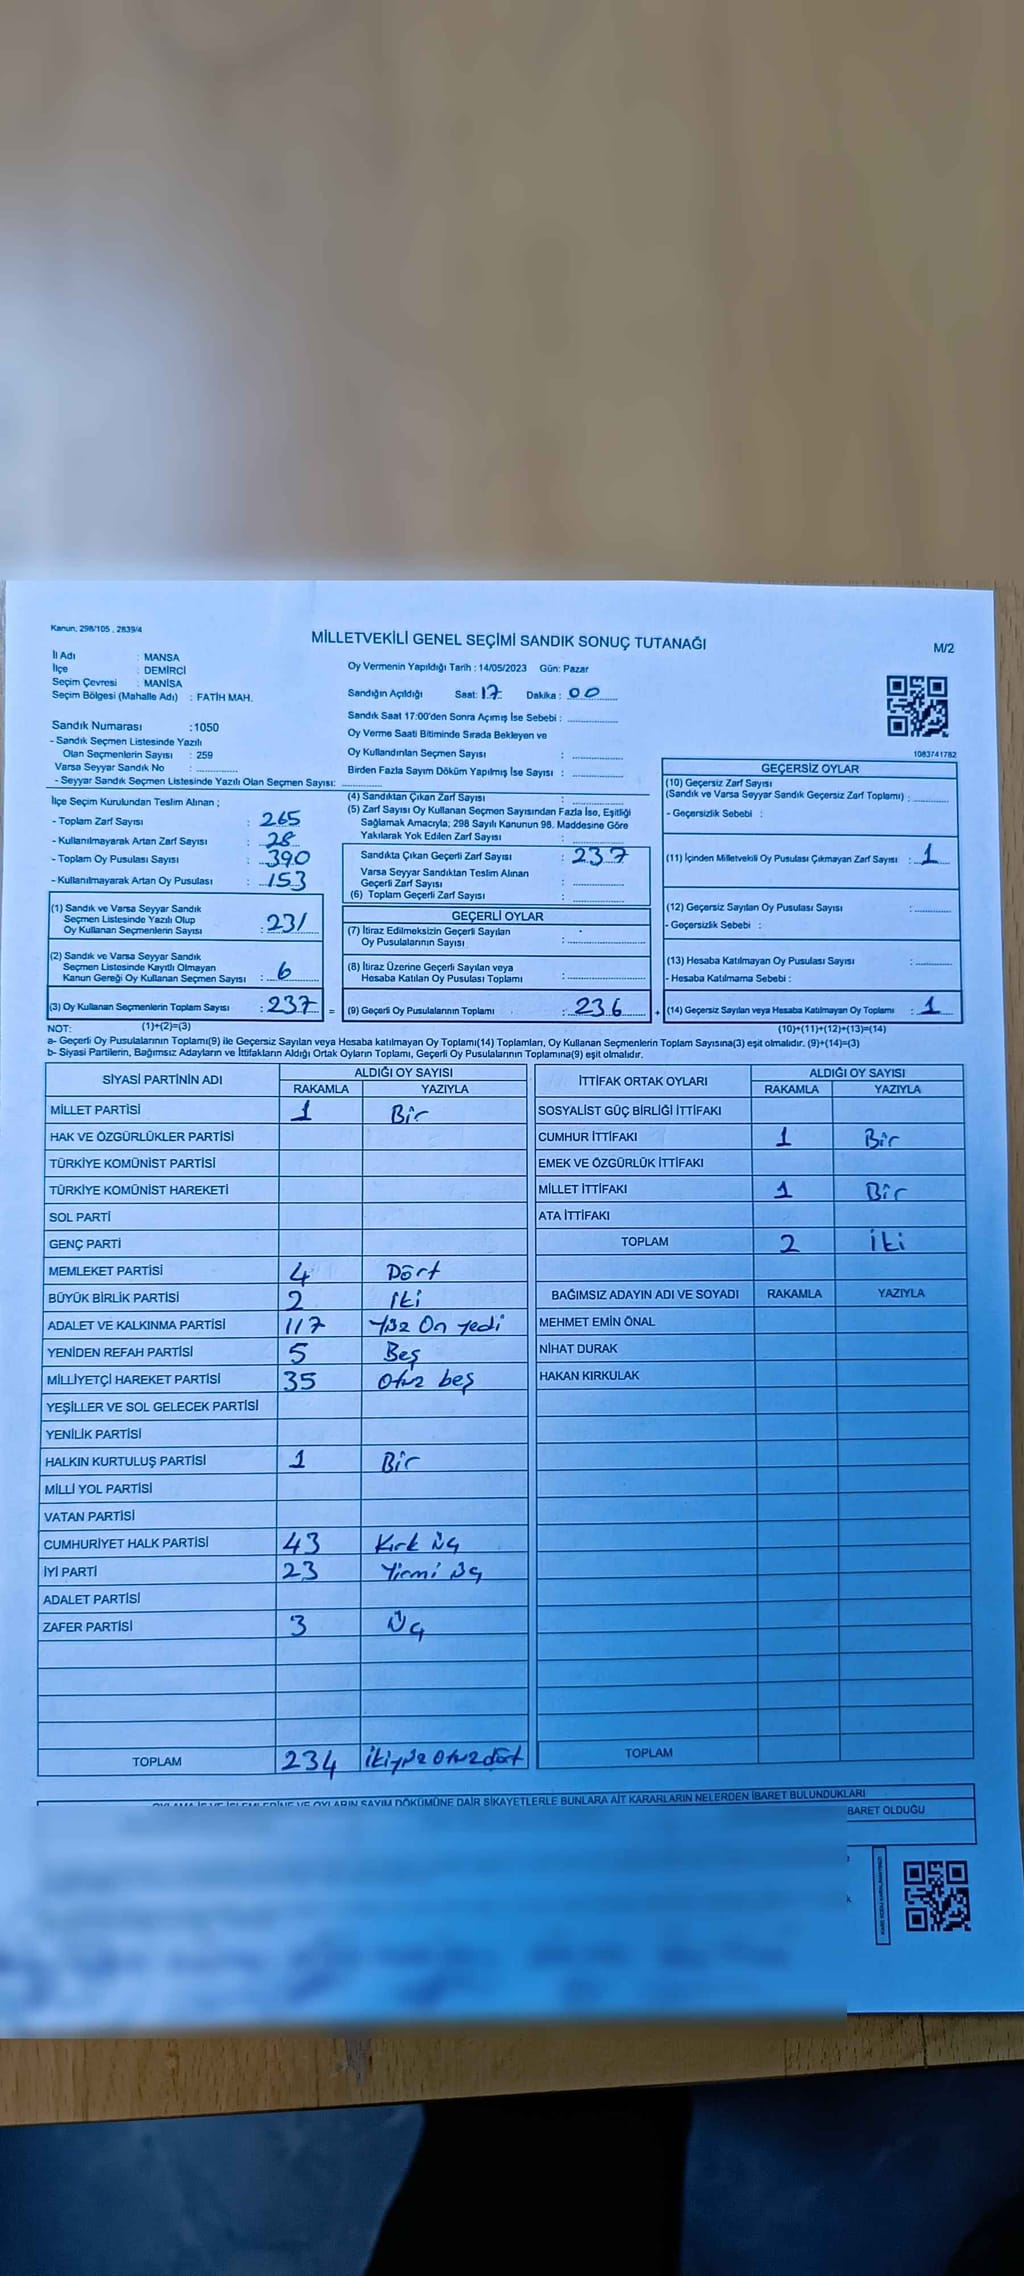 Kanun, 298/105 , 2839/4
MİLLETVEKİLİ GENEL SEÇİMİ SANDIK SONUÇ TUTANAĞI
M/2
İl Adı : MANSA
İlçe : DEMİRCİ
Seçim Çevresi : MANİSA
Seçim Bölgesi (Mahalle Adı) : FATİH MAH.
Oy Vermenin Yapıldığı Tarih : 14/05/2023 Gün: Pazar
Sandığın Açıldığı Saat: 17 Dakika : 00
Sandık Saat 17:00'den Sonra Açımış İse Sebebi :
Oy Verme Saati Bitiminde Sırada Bekleyen ve
Oy Kullandırılan Seçmen Sayısı :
Birden Fazla Sayım Döküm Yapılmış İse Sayısı :
Sandık Numarası : 1050
- Sandık Seçmen Listesinde Yazılı
Olan Seçmenlerin Sayısı : 259
Varsa Seyyar Sandık No :
- Seyyar Sandık Seçmen Listesinde Yazılı Olan Seçmen Sayısı:
1083741782
İlçe Seçim Kurulundan Teslim Alınan ;
- Toplam Zarf Sayısı : 265
- Kullanılmayarak Artan Zarf Sayısı : 28
- Toplam Oy Pusulası Sayısı : 390
- Kullanılmayarak Artan Oy Pusulası : 153
(1) Sandık ve Varsa Seyyar Sandık
Seçmen Listesinde Yazılı Olup
Oy Kullanan Seçmenlerin Sayısı : 231
(2) Sandık ve Varsa Seyyar Sandık
Seçmen Listesinde Kayıtlı Olmayan
Kanun Gereği Oy Kullanan Seçmen Sayısı : 6
(3) Oy Kullanan Seçmenlerin Toplam Sayısı : 237 =
(4) Sandıktan Çıkan Zarf Sayısı :
(5) Zarf Sayısı Oy Kullanan Seçmen Sayısından Fazla İse, Eşitliği
Sağlamak Amacıyla; 298 Sayılı Kanunun 98. Maddesine Göre
Yakılarak Yok Edilen Zarf Sayısı :
Sandıkta Çıkan Geçerli Zarf Sayısı : 237
Varsa Seyyar Sandıktan Teslim Alınan
Geçerli Zarf Sayısı :
(6) Toplam Geçerli Zarf Sayısı :
GEÇERLİ OYLAR
(7) İtiraz Edilmeksizin Geçerli Sayılan
Oy Pusulalarının Sayısı :
(8) İtiraz Üzerine Geçerli Sayılan veya
Hesaba Katılan Oy Pusulası Toplamı :
(9) Geçerli Oy Pusulalarının Toplamı : 236 +
GEÇERSİZ OYLAR
(10) Geçersiz Zarf Sayısı
(Sandık ve Varsa Seyyar Sandık Geçersiz Zarf Toplamı) :
- Geçersizlik Sebebi :
(11) İçinden Milletvekili Oy Pusulası Çıkmayan Zarf Sayısı : 1
(12) Geçersiz Sayılan Oy Pusulası Sayısı :
- Geçersizlik Sebebi :
(13) Hesaba Katılmayan Oy Pusulası Sayısı :
- Hesaba Katılmama Sebebi :
(14) Geçersiz Sayılan veya Hesaba Katılmayan Oy Toplamı : 1
NOT: (1)+(2)=(3) (10)+(11)+(12)+(13)=(14)
a- Geçerli Oy Pusulalarının Toplamı(9) ile Geçersiz Sayılan veya Hesaba katılmayan Oy Toplamı(14) Toplamları, Oy Kullanan Seçmenlerin Toplam Sayısına(3) eşit olmalıdır. (9)+(14)=(3)
b- Siyasi Partilerin, Bağımsız Adayların ve İttifakların Aldığı Ortak Oyların Toplamı, Geçerli Oy Pusulalarının Toplamına(9) eşit olmalıdır.
SİYASİ PARTİNİN ADI ALDIĞI OY SAYISI
RAKAMLA YAZIYLA
MİLLET PARTİSİ 1 Bir
HAK VE ÖZGÜRLÜKLER PARTİSİ
TÜRKİYE KOMÜNİST PARTİSİ
TÜRKİYE KOMÜNİST HAREKETİ
SOL PARTİ
GENÇ PARTİ
MEMLEKET PARTİSİ 4 Dört
BÜYÜK BİRLİK PARTİSİ 2 iki
ADALET VE KALKINMA PARTİSİ 117 yüz On yedi
YENİDEN REFAH PARTİSİ 5 Beş
MİLLİYETÇİ HAREKET PARTİSİ 35 Otuz beş
YEŞİLLER VE SOL GELECEK PARTİSİ
YENİLİK PARTİSİ
HALKIN KURTULUŞ PARTİSİ 1 Bir
MİLLİ YOL PARTİSİ
VATAN PARTİSİ
CUMHURİYET HALK PARTİSİ 43 Kırk üç
İYİ PARTİ 23 Yirmi üç
ADALET PARTİSİ
ZAFER PARTİSİ 3 Üç
TOPLAM 234 ikiyüz Otuz dört
İTTİFAK ORTAK OYLARI ALDIĞI OY SAYISI
RAKAMLA YAZIYLA
SOSYALİST GÜÇ BİRLİĞİ İTTİFAKI
CUMHUR İTTİFAKI 1 Bir
EMEK VE ÖZGÜRLÜK İTTİFAKI
MİLLET İTTİFAKI 1 Bir
ATA İTTİFAKI
TOPLAM 2 İki
BAĞIMSIZ ADAYIN ADI VE SOYADI RAKAMLA YAZIYLA
MEHMET EMİN ÖNAL
NİHAT DURAK
HAKAN KIRKULAK
TOPLAM
OYLAMA İŞ VE İŞLEMLERİNE VE OYLARIN SAYIM DÖKÜMÜNE DAİR ŞİKAYETLERLE BUNLARA AİT KARARLARIN NELERDEN İBARET BULUNDUKLARI
BARET OLDUĞU